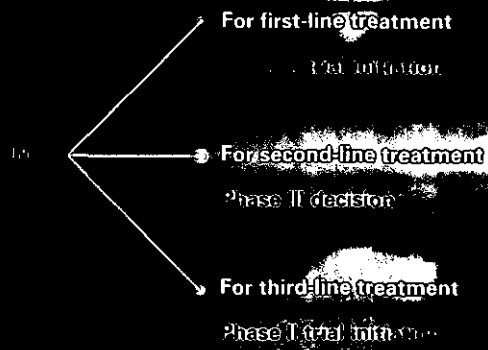 For first-line treatment
For second-line treatment
Phase II decision
For third-line treatment
Phase I trial